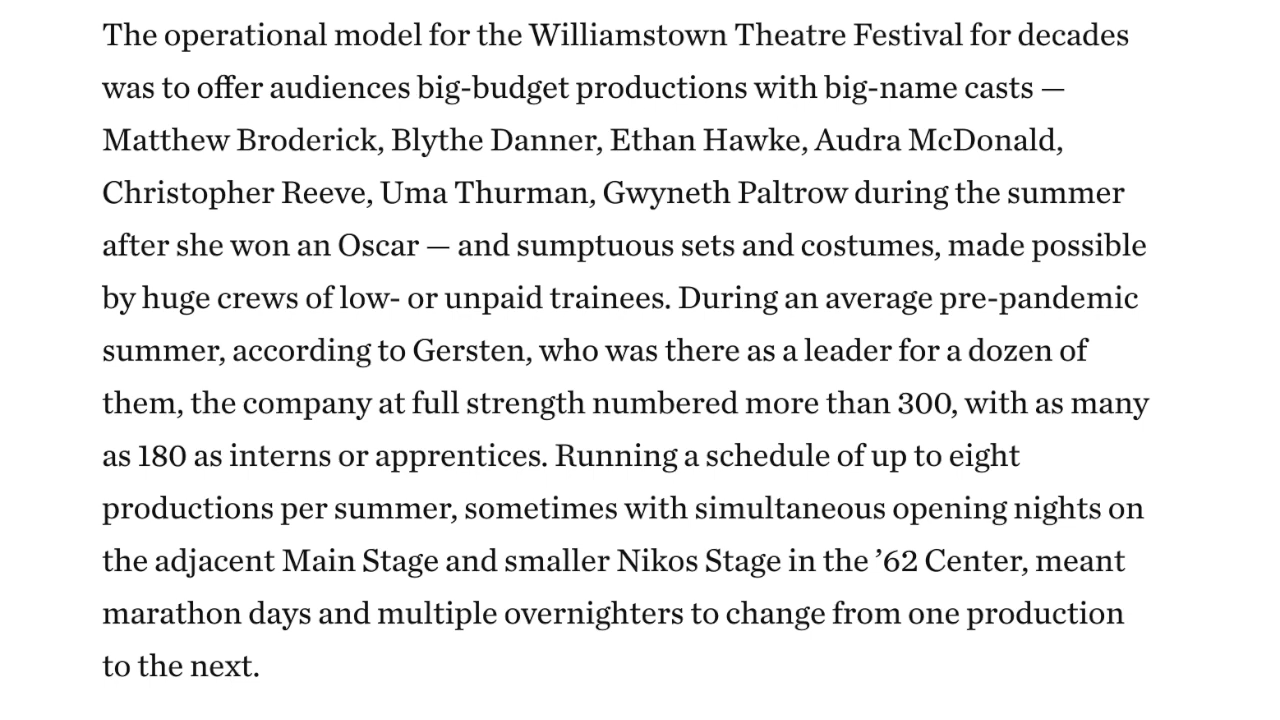 The operational model for the Williamstown Theatre Festival for decades
was to offer audiences big-budget productions with big-name casts —
Matthew Broderick, Blythe Danner, Ethan Hawke, Audra McDonald,
Christopher Reeve, Uma Thurman, Gwyneth Paltrow during the summer
after she won an Oscar — and sumptuous sets and costumes, made possible
by huge crews of low- or unpaid trainees. During an average pre-pandemic
summer, according to Gersten, who was there as a leader for a dozen of
them, the company at full strength numbered more than 300, with as many
as 180 as interns or apprentices. Running a schedule of up to eight
productions per summer, sometimes with simultaneous opening nights on
the adjacent Main Stage and smaller Nikos Stage in the ’62 Center, meant
marathon days and multiple overnighters to change from one production
to the next.